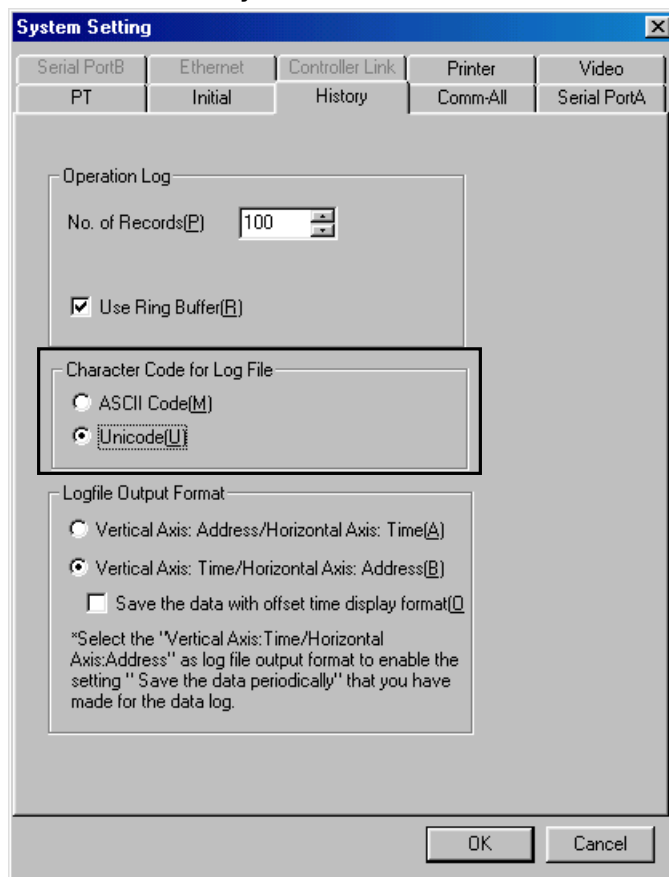 System Setting
Serial PortB Ethernet Controller Link Printer Video
PT Initial History Comm-All Serial PortA
Operation Log
No. of Records(P) 100
Use Ring Buffer(R)
Character Code for Log File
ASCII Code(M)
Unicode(U)
Logfile Output Format
Vertical Axis: Address/Horizontal Axis: Time(A)
Vertical Axis: Time/Horizontal Axis: Address(B)
Save the data with offset time display format(O
*Select the "Vertical Axis:Time/Horizontal
Axis:Address" as log file output format to enable the
setting " Save the data periodically" that you have
made for the data log.
OK Cancel